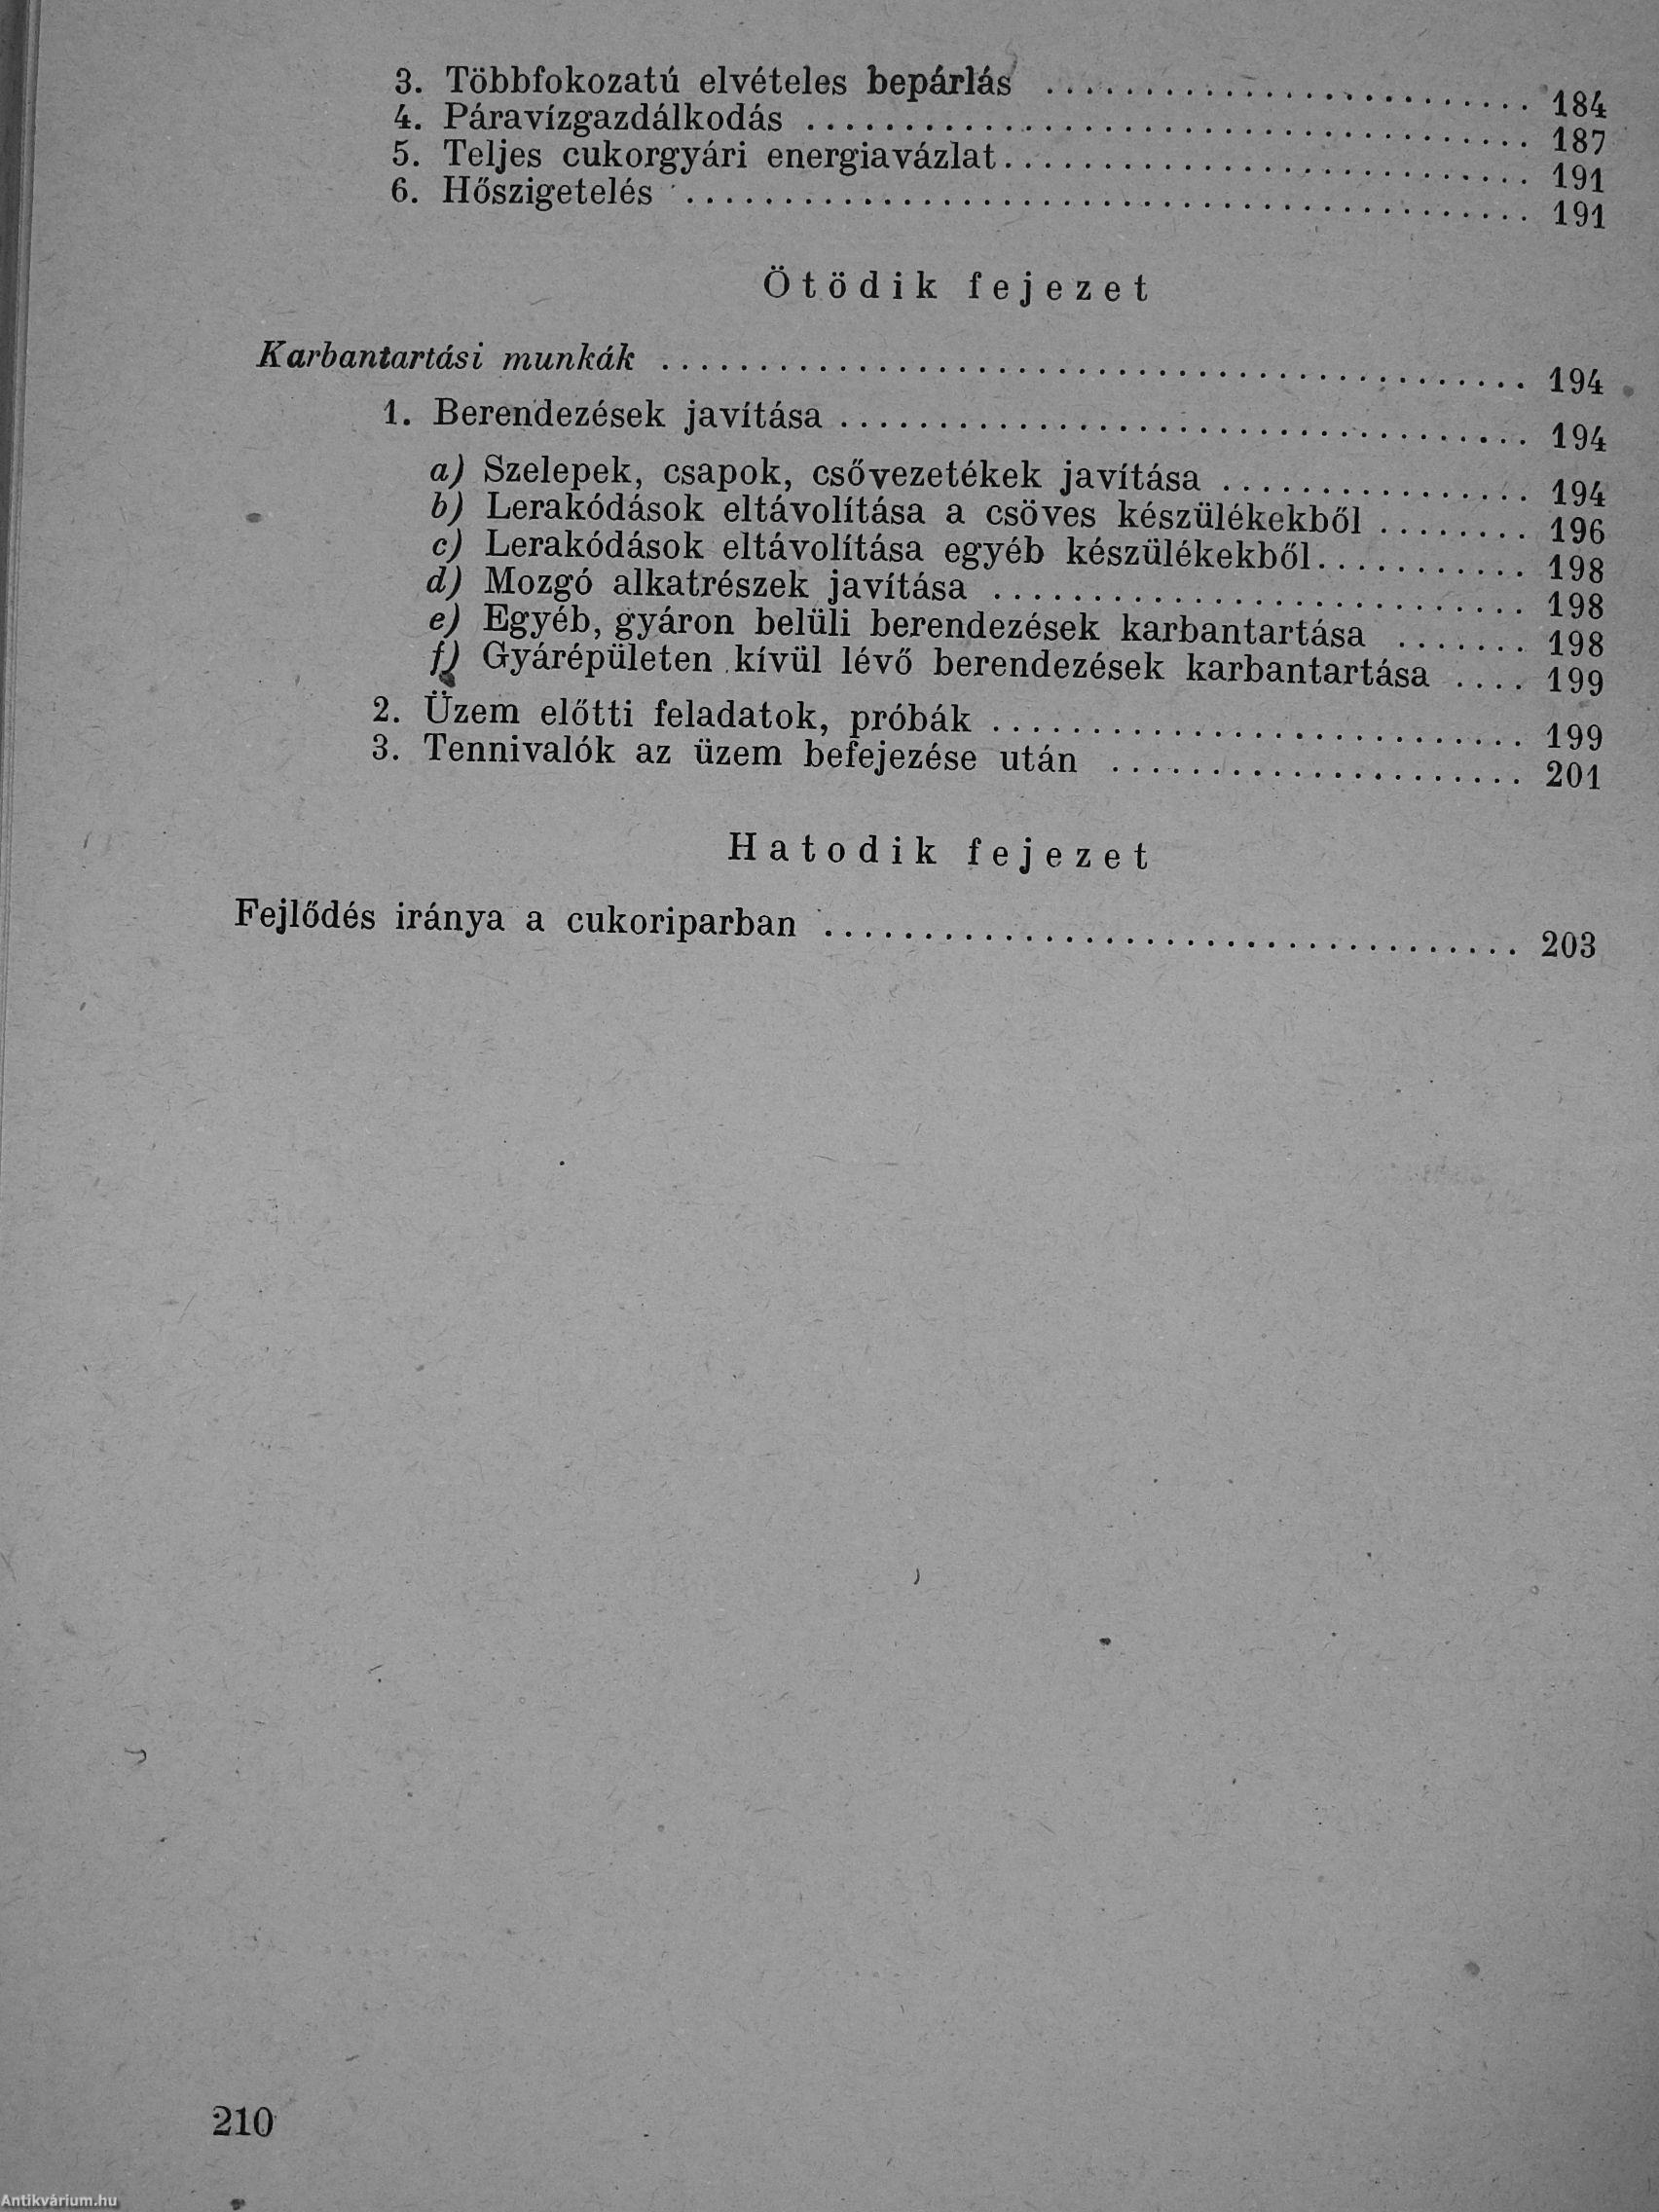 3. Többfokozatú elvételes bepárlás ........................ 184
4. Páravízgazdálkodás .................................... 187
5. Teljes cukorgyári energiavázlat........................... 191
6. Hőszigetelés .......................................... 191
Ötödik fejezet
Karbantartási munkák ........................................... 194
1. Berendezések javítása ................................... 194
a) Szelepek, csapok, csővezetékek javítása ................ 194
b) Lerakódások eltávolítása a csöves készülékekből ........ 196
c) Lerakódások eltávolítása egyéb készülékekből........... 198
d) Mozgó alkatrészek javítása ........................... 198
e) Egyéb, gyáron belüli berendezések karbantartása ....... 198
f) Gyárépületen kívül lévő berendezések karbantartása .... 199
2. Üzem előtti feladatok, próbák ........................... 199
3. Tennivalók az üzem befejezése után ..................... 201
Hatodik fejezet
Fejlődés iránya a cukoriparban ................................... 203
210
Antikvárium.hu